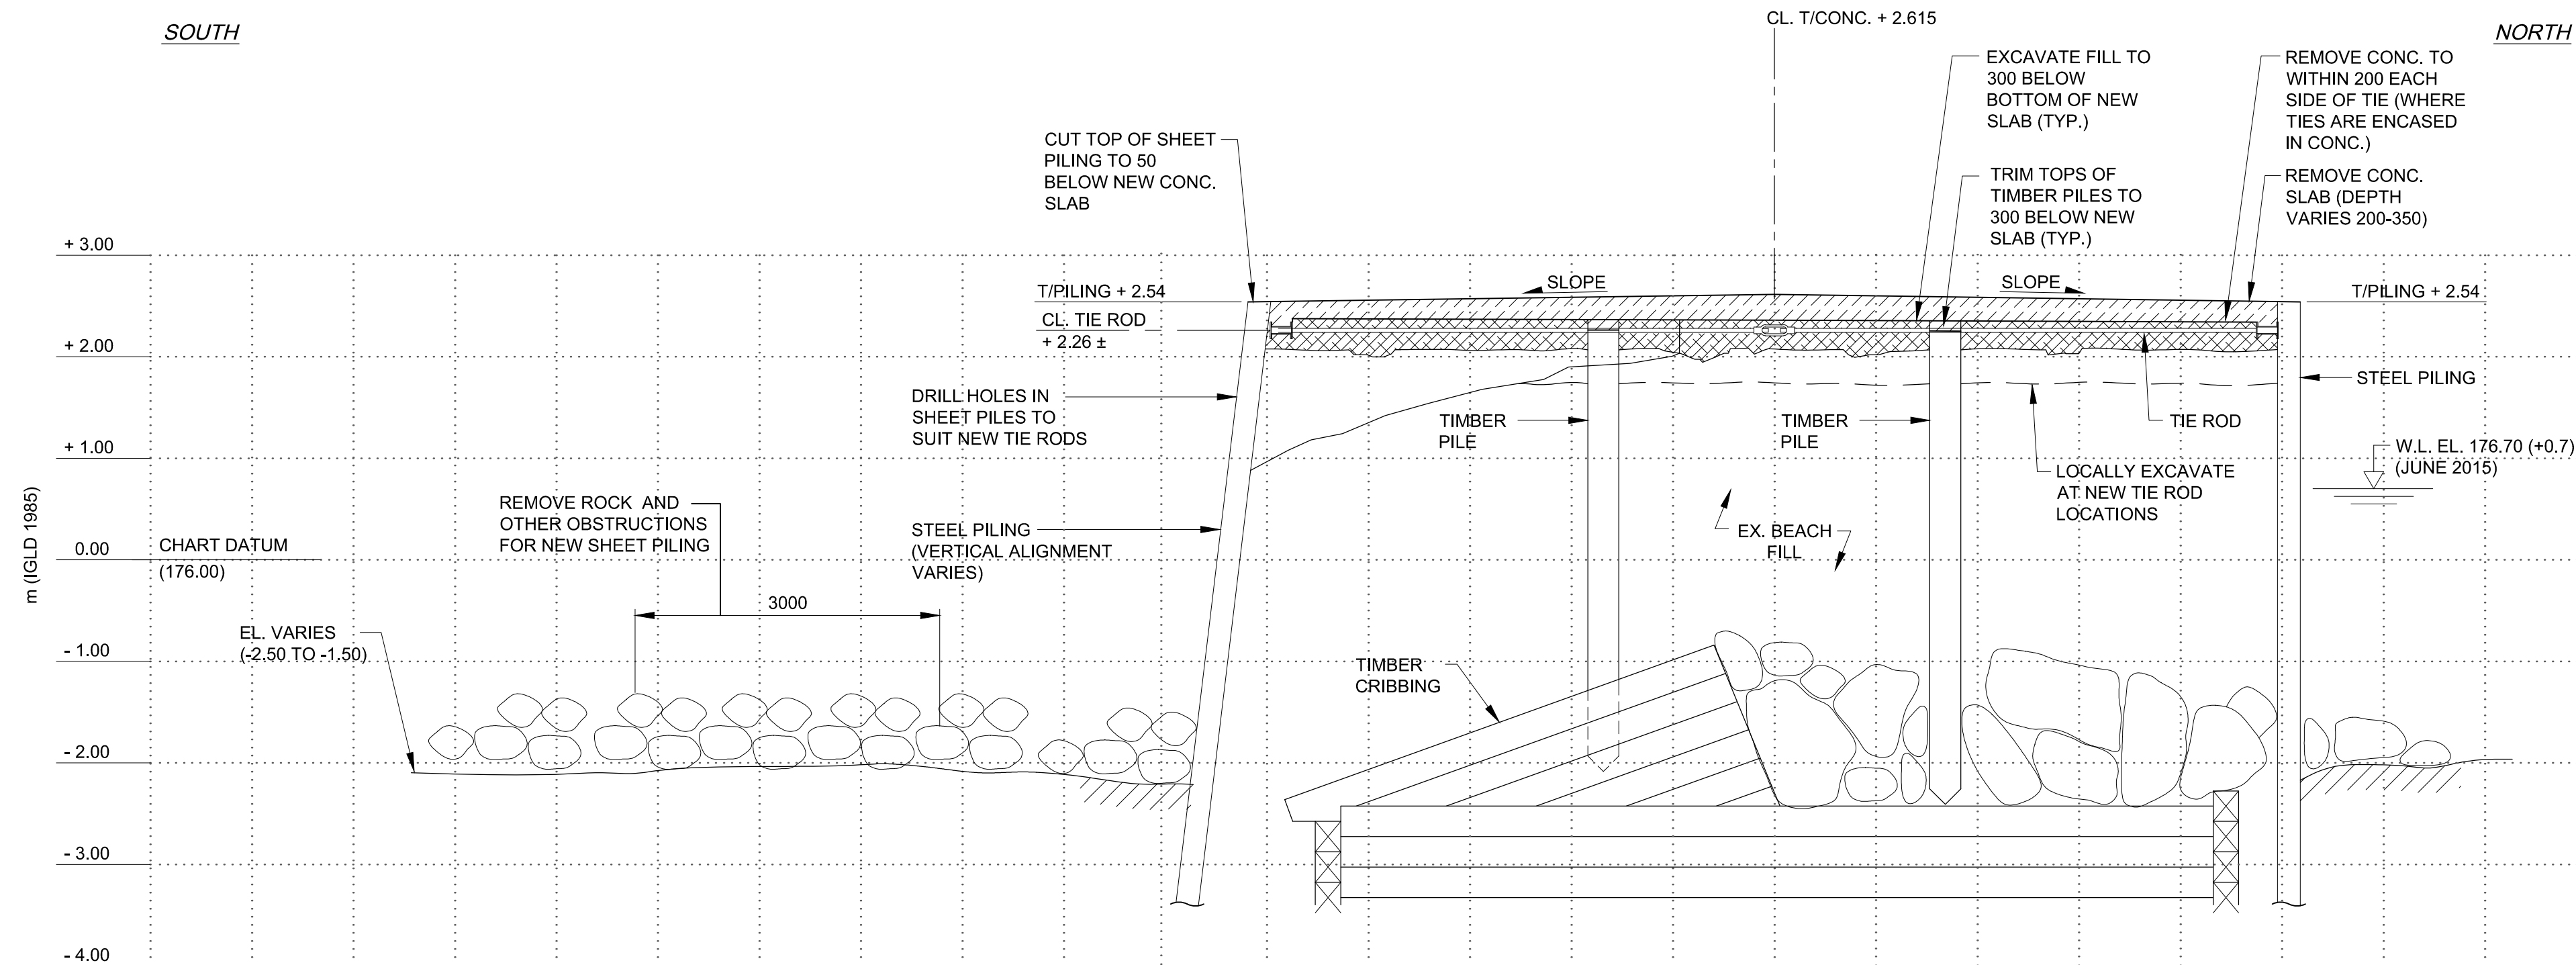 SOUTH
CL. T/CONC. + 2.615
NORTH
EXCAVATE FILL TO
300 BELOW
BOTTOM OF NEW
SLAB (TYP.)
REMOVE CONC. TO
WITHIN 200 EACH
SIDE OF TIE (WHERE
TIES ARE ENCASED
IN CONC.)
CUT TOP OF SHEET
PILING TO 50
BELOW NEW CONC.
SLAB
TRIM TOPS OF
TIMBER PILES TO
300 BELOW NEW
SLAB (TYP.)
REMOVE CONC.
SLAB (DEPTH
VARIES 200-350)
+ 3.00
T/PILING + 2.54
SLOPE
SLOPE
T/PILING + 2.54
CL. TIE ROD
+ 2.26 ±
+ 2.00
DRILL HOLES IN
SHEET PILES TO
SUIT NEW TIE RODS
TIMBER
PILE
TIMBER
PILE
TIE ROD
STEEL PILING
+ 1.00
W.L. EL. 176.70 (+0.7)
(JUNE 2015)
LOCALLY EXCAVATE
AT NEW TIE ROD
LOCATIONS
m (IGLD 1985)
REMOVE ROCK AND
OTHER OBSTRUCTIONS
FOR NEW SHEET PILING
STEEL PILING
(VERTICAL ALIGNMENT
VARIES)
EX. BEACH
FILL
0.00
CHART DATUM
(176.00)
3000
EL. VARIES
(-2.50 TO -1.50)
- 1.00
TIMBER
CRIBBING
- 2.00
- 3.00
- 4.00